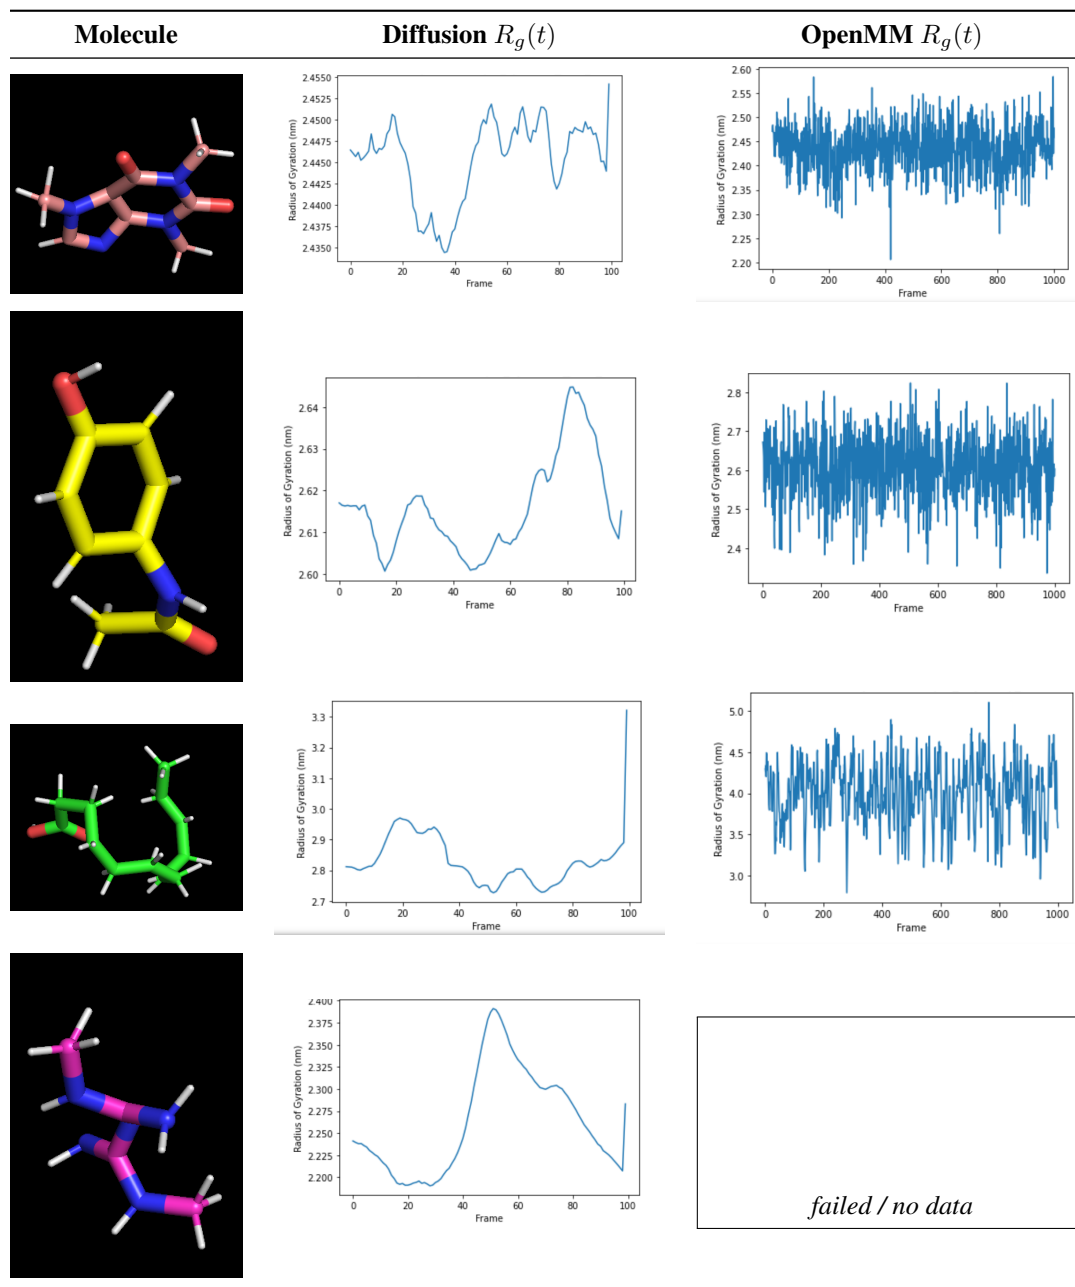 Molecule Diffusion R_g(t) OpenMM R_g(t)
2.4550
2.4525
2.4500
2.4475
2.4450
2.4425
2.4400
2.4375
2.4350
Radius of Gyration (nm)
0 20 40 60 80 100
Frame
2.60
2.55
2.50
2.45
2.40
2.35
2.30
2.25
2.20
Radius of Gyration (nm)
0 200 400 600 800 1000
Frame
2.64
2.63
2.62
2.61
2.60
Radius of Gyration (nm)
0 20 40 60 80 100
Frame
2.8
2.7
2.6
2.5
2.4
Radius of Gyration (nm)
0 200 400 600 800 1000
Frame
3.3
3.2
3.1
3.0
2.9
2.8
2.7
Radius of Gyration (nm)
0 20 40 60 80 100
Frame
5.0
4.5
4.0
3.5
3.0
Radius of Gyration (nm)
0 200 400 600 800 1000
Frame
2.400
2.375
2.350
2.325
2.300
2.275
2.250
2.225
2.200
Radius of Gyration (nm)
0 20 40 60 80 100
Frame
failed / no data